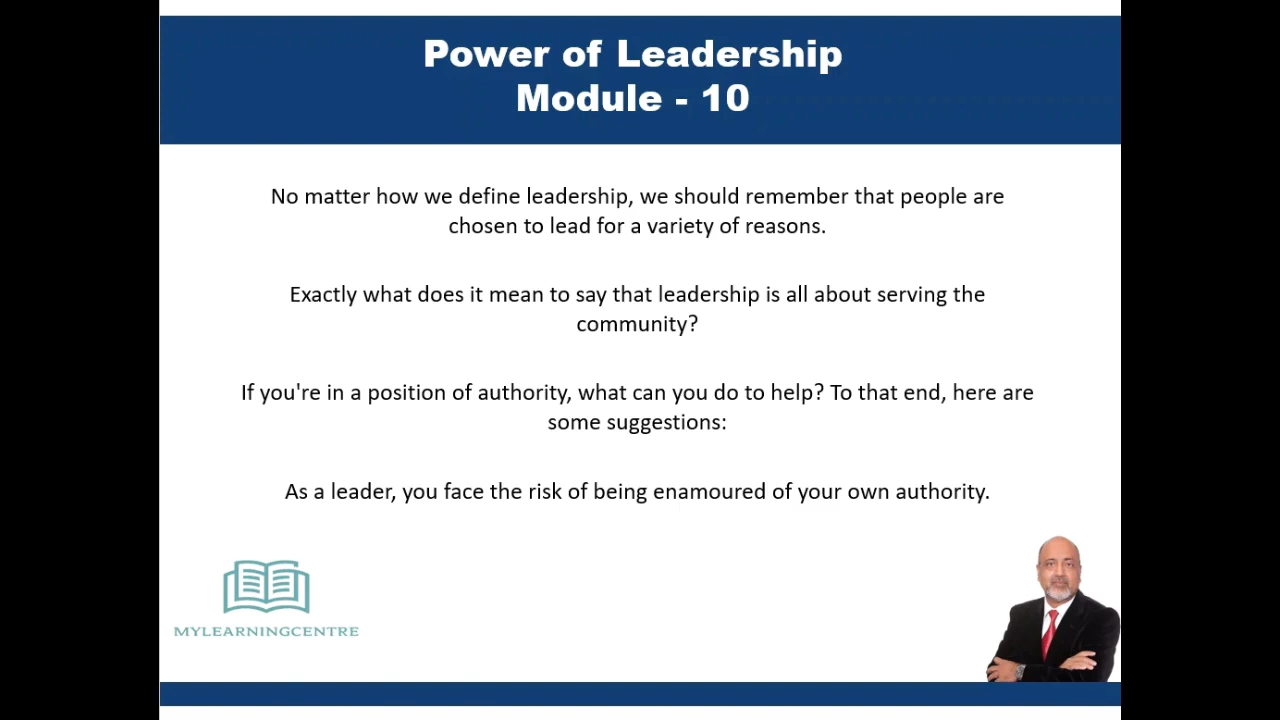 Power of Leadership
Module - 10
No matter how we define leadership, we should remember that people are
chosen to lead for a variety of reasons.
Exactly what does it mean to say that leadership is all about serving the
community?
If you're in a position of authority, what can you do to help? To that end, here are
some suggestions:
As a leader, you face the risk of being enamoured of your own authority.
MYLEARNINGCENTRE